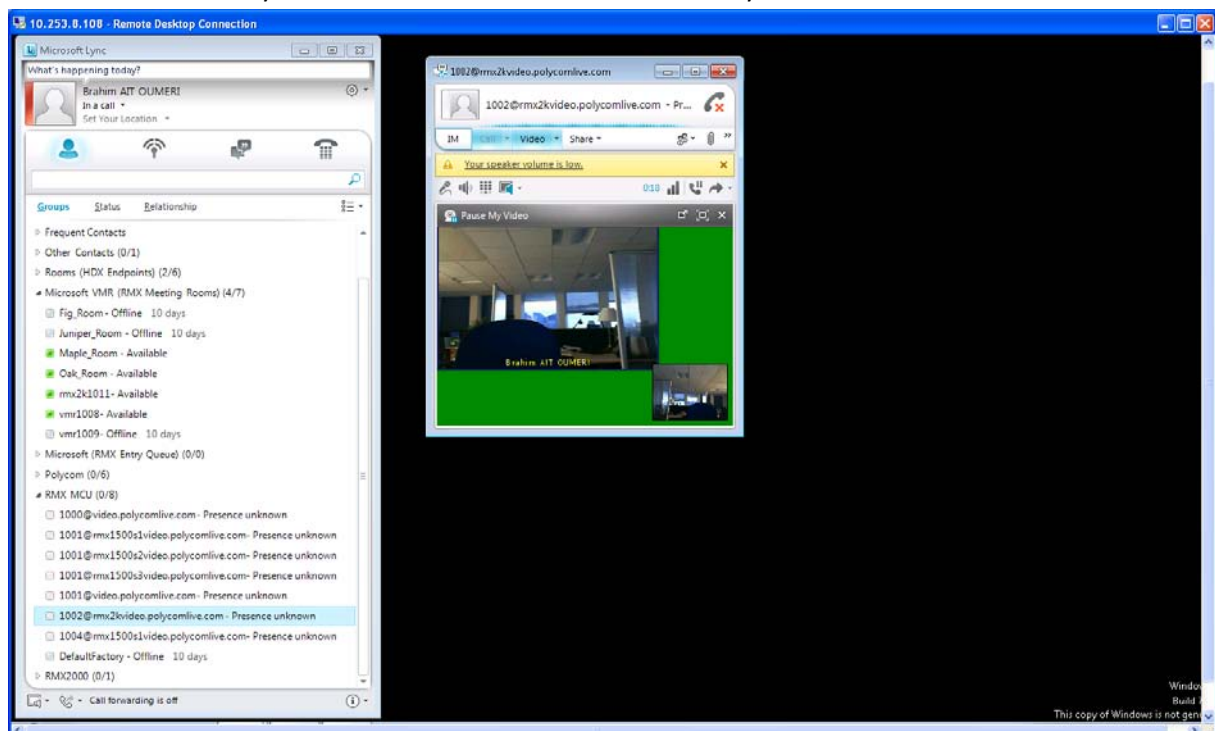 10.253.8.108 - Remote Desktop Connection
Microsoft Lync
What's happening today?
Brahim AIT OUMERI
In a call
Set Your Location
Groups Status Relationship
Frequent Contacts
Other Contacts (0/1)
Rooms (HDX Endpoints) (2/6)
Microsoft VMR (RMX Meeting Rooms) (4/7)
Fig_Room - Offline 10 days
Juniper_Room - Offline 10 days
Maple_Room - Available
Oak_Room - Available
rmx2k1011- Available
vmr1008- Available
vmr1009- Offline 10 days
Microsoft (RMX Entry Queue) (0/0)
Polycom (0/6)
RMX MCU (0/8)
1000@video.polycomlive.com- Presence unknown
1001@rmx1500s1video.polycomlive.com- Presence unknown
1001@rmx1500s2video.polycomlive.com- Presence unknown
1001@rmx1500s3video.polycomlive.com- Presence unknown
1001@video.polycomlive.com- Presence unknown
1002@rmx2kvideo.polycomlive.com - Presence unknown
1004@rmx1500s1video.polycomlive.com- Presence unknown
DefaultFactory - Offline 10 days
RMX2000 (0/1)
Call forwarding is off
1002@rmx2kvideo.polycomlive.com
1002@rmx2kvideo.polycomlive.com - Pr...
IM Call Video Share
Your speaker volume is low.
0:18
Pause My Video
Brahim AIT OUMERI
Window
Build 7
This copy of Windows is not genu